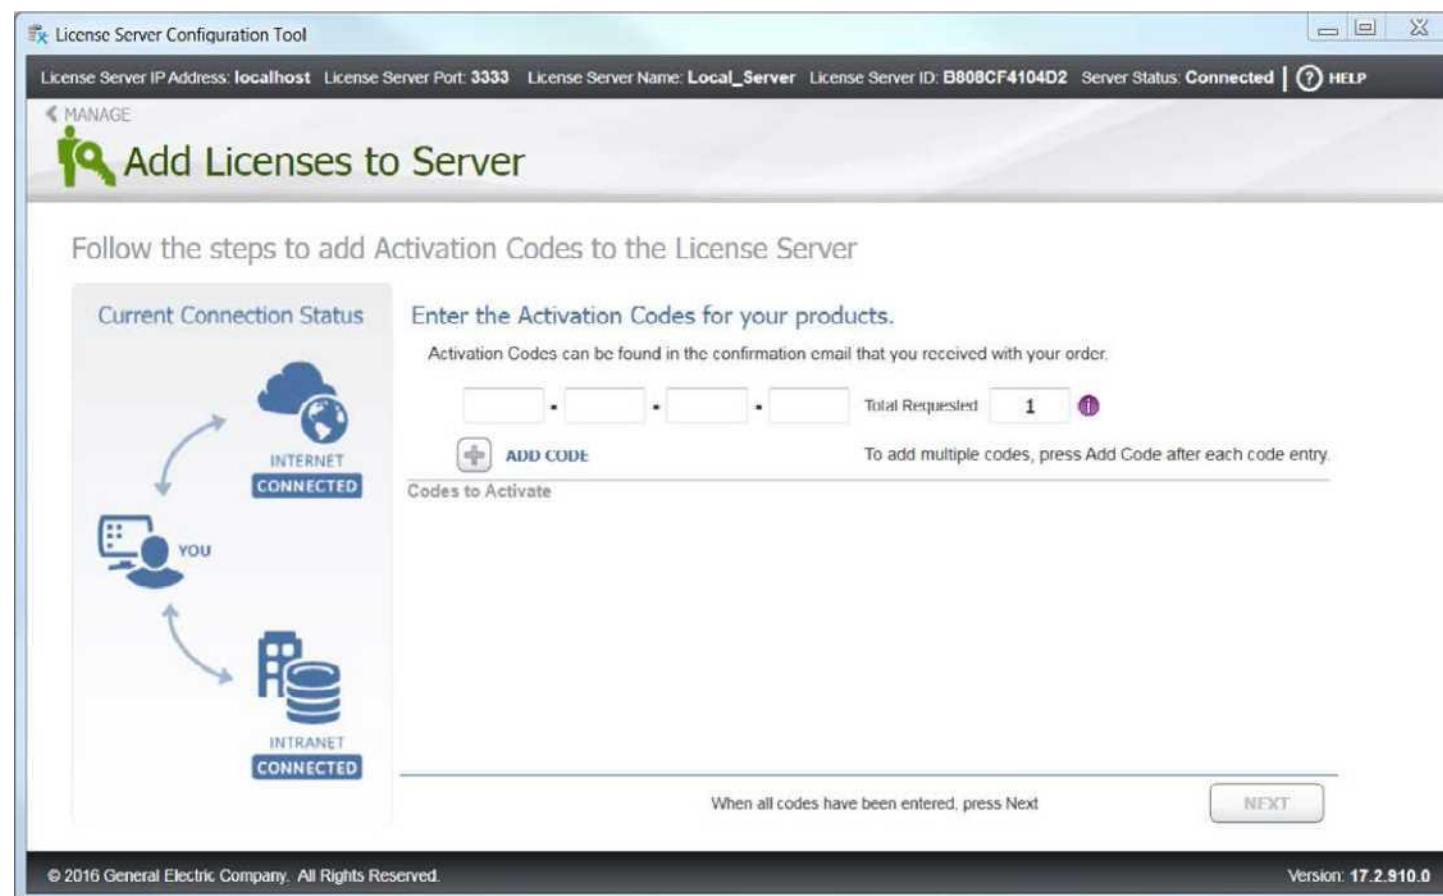 License Server Configuration Tool
License Server IP Address: localhost License Server Port: 3333 License Server Name: Local_Server License Server ID: B808CF4104D2 Server Status: Connected | ? HELP
MANAGE
Add Licenses to Server
Follow the steps to add Activation Codes to the License Server
Current Connection Status
Enter the Activation Codes for your products.
Activation Codes can be found in the confirmation email that you received with your order.
Total Requested 1
ADD CODE
To add multiple codes, press Add Code after each code entry.
Codes to Activate
INTERNET
CONNECTED
YOU
INTRANET
CONNECTED
When all codes have been entered, press Next
NEXT
© 2016 General Electric Company. All Rights Reserved.
Version: 17.2.910.0